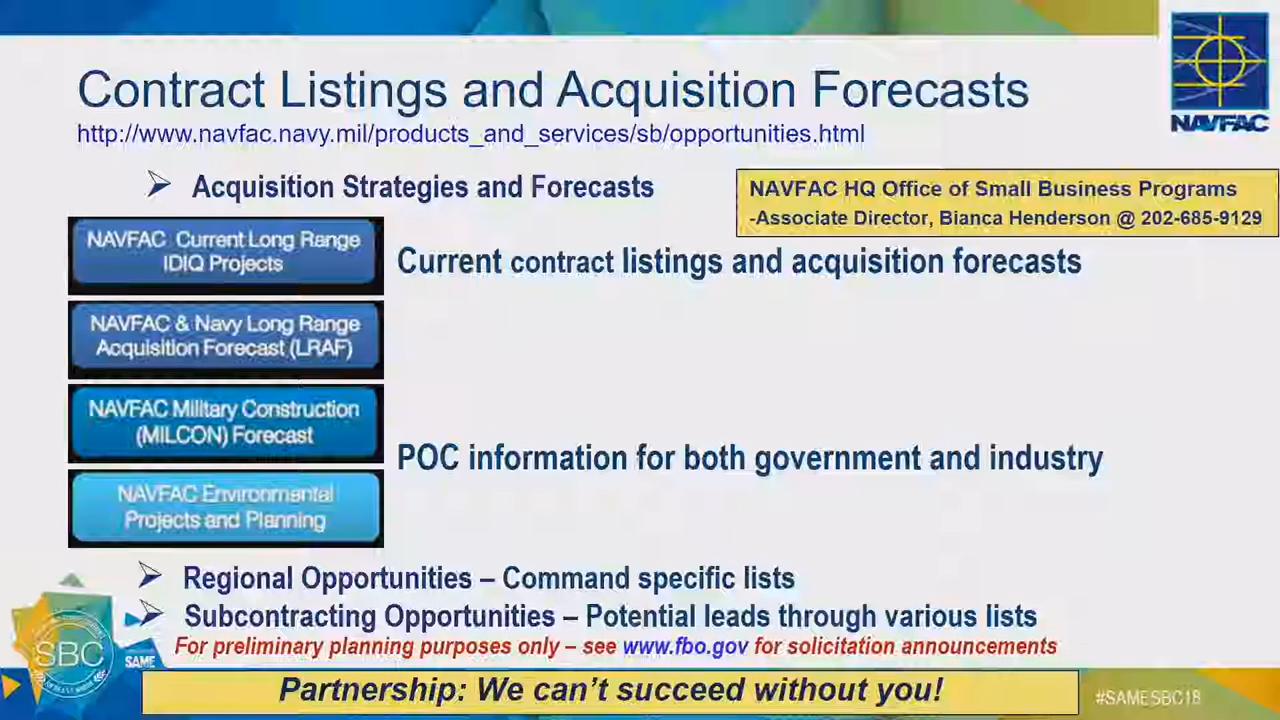 Contract Listings and Acquisition Forecasts
http://www.navfac.navy.mil/products_and_services/sb/opportunities.html
NAVFAC
Acquisition Strategies and Forecasts
NAVFAC HQ Office of Small Business Programs
-Associate Director, Bianca Henderson @ 202-685-9129
NAVFAC Current Long Range
IDIQ Projects
Current contract listings and acquisition forecasts
NAVFAC & Navy Long Range
Acquisition Forecast (LRAF)
NAVFAC Military Construction
(MILCON) Forecast
POC information for both government and industry
NAVFAC Environmental
Projects and Planning
Regional Opportunities – Command specific lists
Subcontracting Opportunities – Potential leads through various lists
For preliminary planning purposes only – see www.fbo.gov for solicitation announcements
SBC
SAME
Partnership: We can't succeed without you!
#SAMESBC18